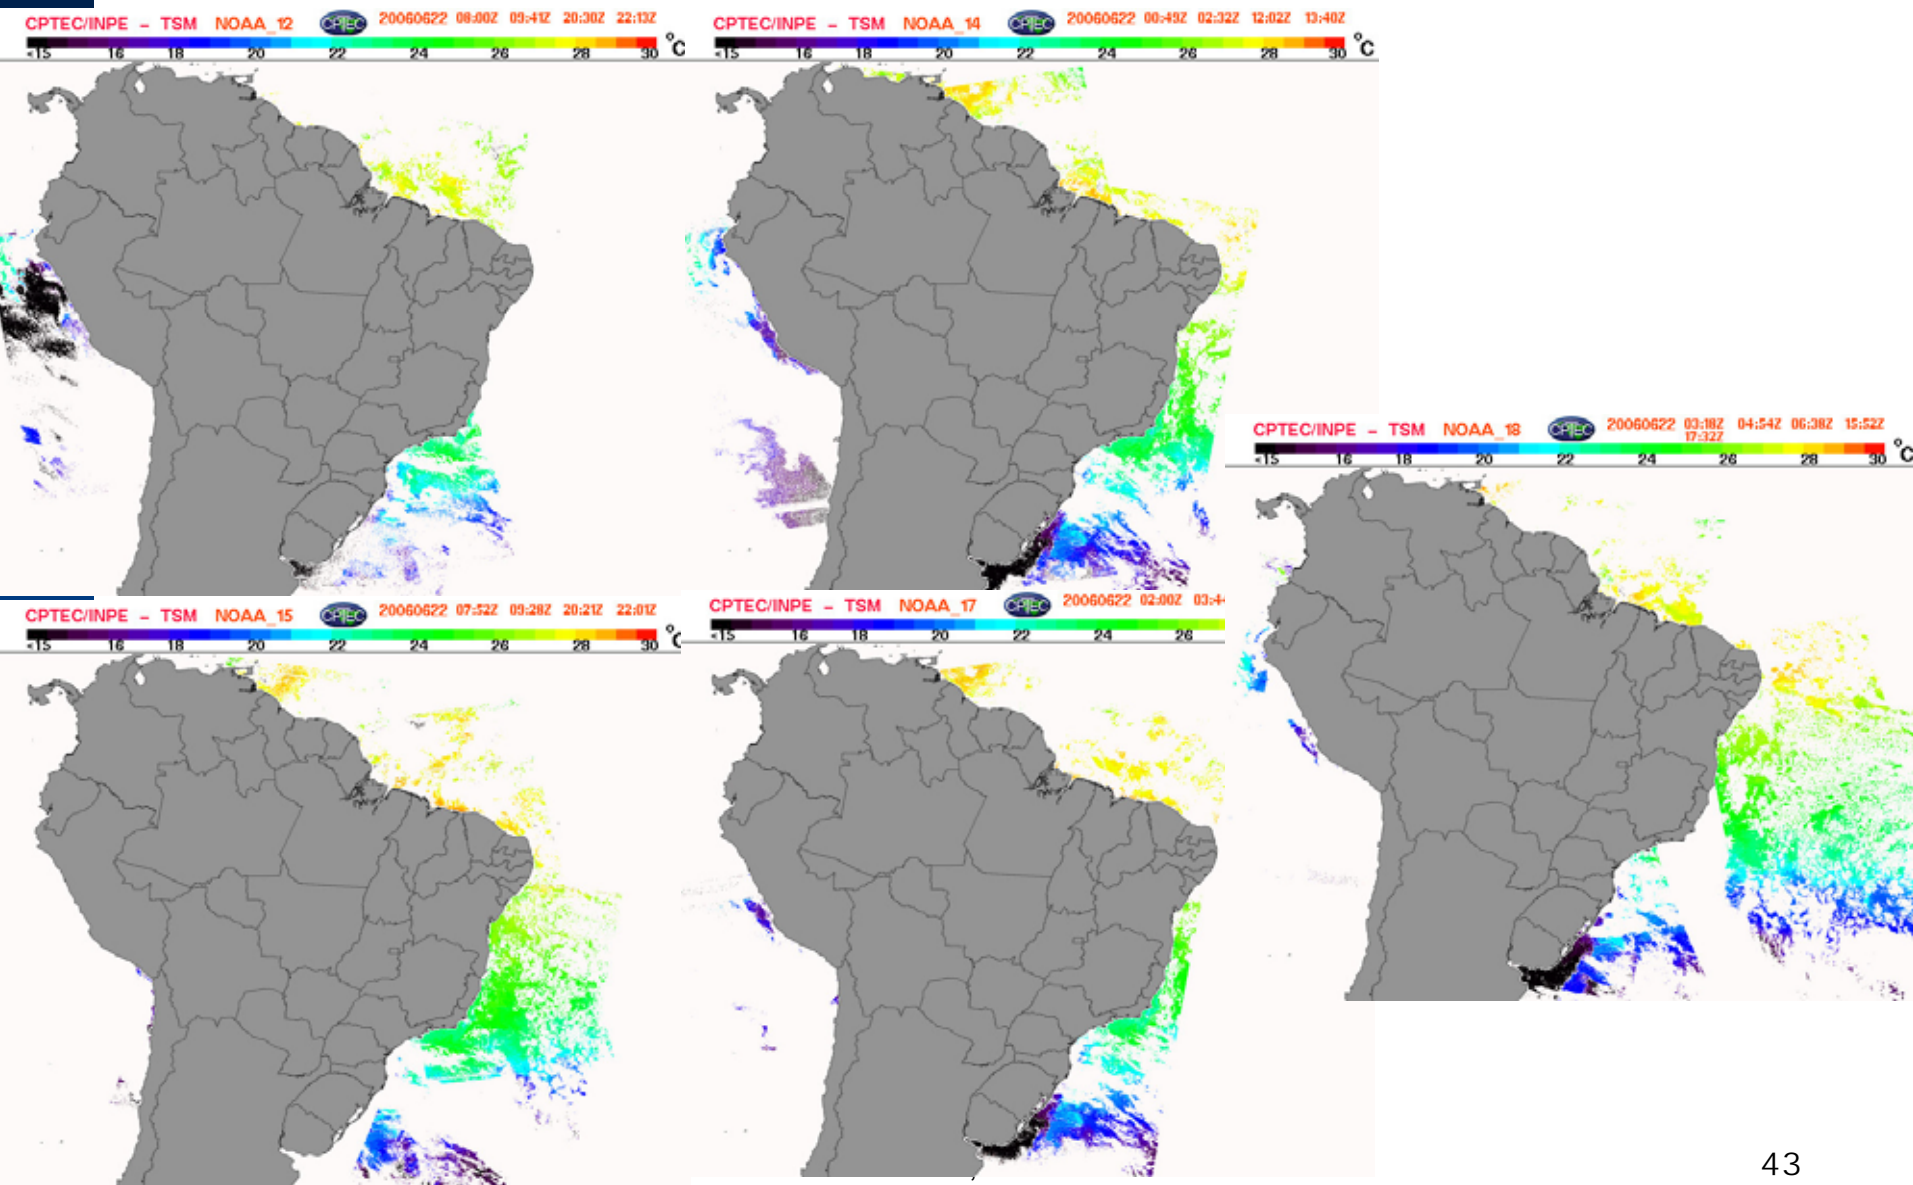 CPTEC/INPE – TSM NOAA_12 CPTEC 20060622 08:00Z 09:41Z 20:30Z 22:13Z
<15 16 18 20 22 24 26 28 30 °C
CPTEC/INPE – TSM NOAA_14 CPTEC 20060622 00:49Z 02:32Z 12:02Z 13:40Z
<15 16 18 20 22 24 26 28 30 °C
CPTEC/INPE – TSM NOAA_18 CPTEC 20060622 03:18Z 04:54Z 06:38Z 15:52Z
17:32Z
<15 16 18 20 22 24 26 28 30 °C
CPTEC/INPE – TSM NOAA_15 CPTEC 20060622 07:52Z 09:28Z 20:21Z 22:01Z
<15 16 18 20 22 24 26 28 30 °C
CPTEC/INPE – TSM NOAA_17 CPTEC 20060622 02:00Z 03:44
<15 16 18 20 22 24 26
43